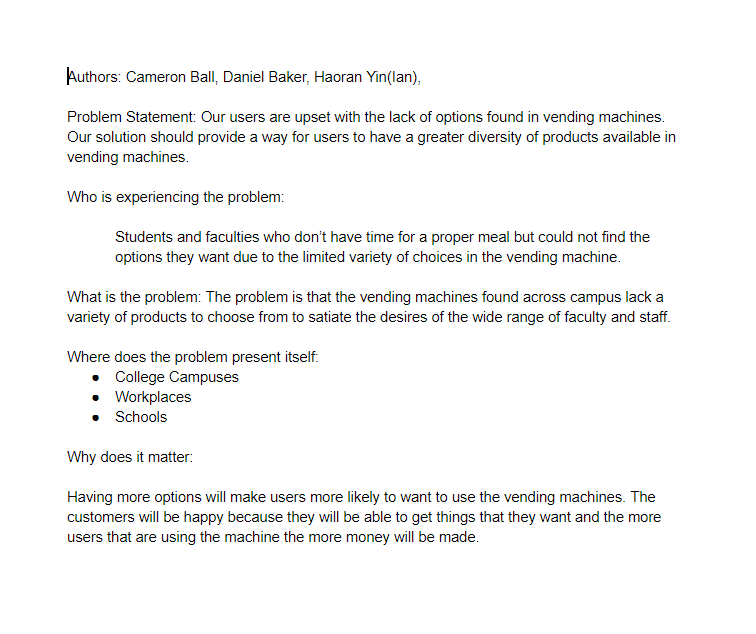 Authors: Cameron Ball, Daniel Baker, Haoran Yin(Ian),
Problem Statement: Our users are upset with the lack of options found in vending machines.
Our solution should provide a way for users to have a greater diversity of products available in
vending machines.
Who is experiencing the problem:
Students and faculties who don't have time for a proper meal but could not find the
options they want due to the limited variety of choices in the vending machine.
What is the problem: The problem is that the vending machines found across campus lack a
variety of products to choose from to satiate the desires of the wide range of faculty and staff.
Where does the problem present itself:
● College Campuses
● Workplaces
● Schools
Why does it matter:
Having more options will make users more likely to want to use the vending machines. The
customers will be happy because they will be able to get things that they want and the more
users that are using the machine the more money will be made.